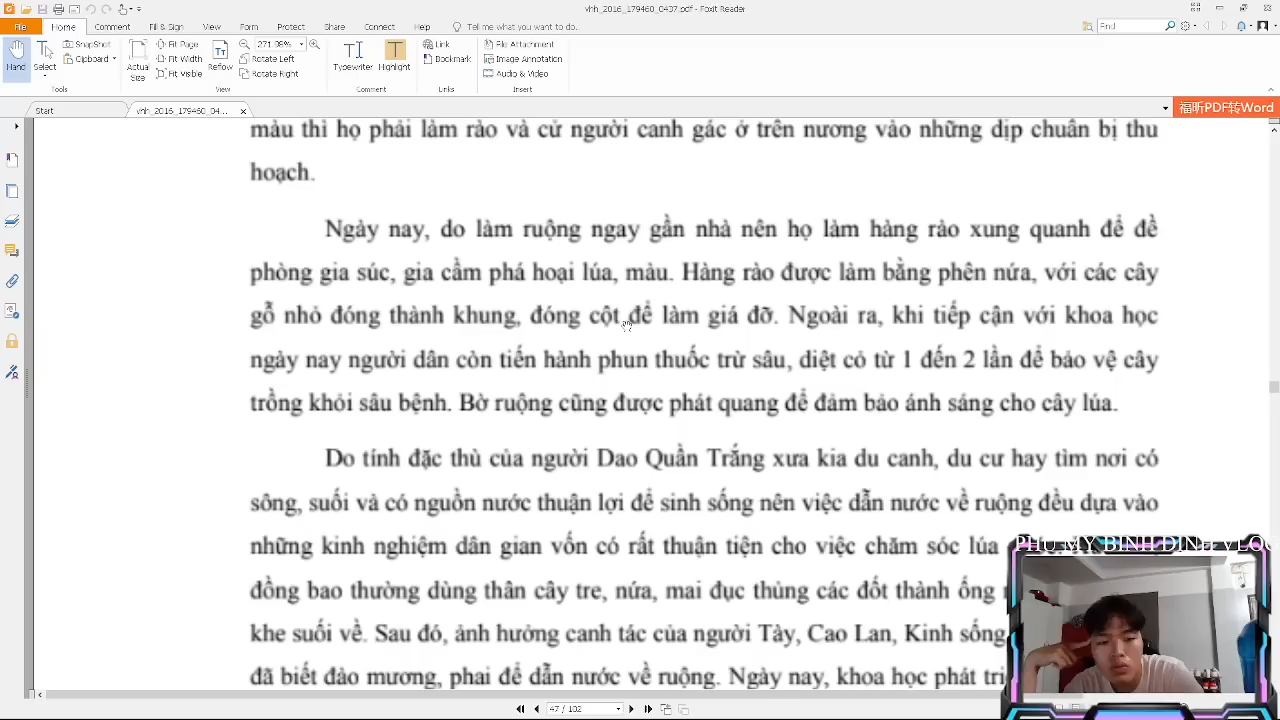 vhh_2016_179460_0437.pdf - Foxit Reader
File Home Comment Fill & Sign View Form Protect Share Connect Help Tell me what you want to do.
Find
SnapShot Fit Page 271.36% Link File Attachment
Clipboard Fit Width Rotate Left Bookmark Image Annotation
Hand Select Actual Size Fit Visible Reflow Rotate Right Typewriter Highlight Audio & Video
Tools View Comment Links Insert
Start vhh_2016_179460_04... 福昕PDF转Word
màu thì họ phải làm rào và cử người canh gác ở trên nương vào những dịp chuẩn bị thu
hoạch.
Ngày nay, do làm ruộng ngay gần nhà nên họ làm hàng rào xung quanh để đề
phòng gia súc, gia cầm phá hoại lúa, màu. Hàng rào được làm bằng phên nứa, với các cây
gỗ nhỏ đóng thành khung, đóng cột để làm giá đỡ. Ngoài ra, khi tiếp cận với khoa học
ngày nay người dân còn tiến hành phun thuốc trừ sâu, diệt cỏ từ 1 đến 2 lần để bảo vệ cây
trồng khỏi sâu bệnh. Bờ ruộng cũng được phát quang để đảm bảo ánh sáng cho cây lúa.
Do tính đặc thù của người Dao Quần Trắng xưa kia du canh, du cư hay tìm nơi có
sông, suối và có nguồn nước thuận lợi để sinh sống nên việc dẫn nước về ruộng đều dựa vào
những kinh nghiệm dân gian vốn có rất thuận tiện cho việc chăm sóc lúa
PHU MY BINH DINH VLOG
đồng bao thường dùng thân cây tre, nứa, mai đục thủng các đốt thành ống
khe suối về. Sau đó, ảnh hưởng canh tác của người Tày, Cao Lan, Kinh sống
đã biết đào mương, phai để dẫn nước về ruộng. Ngày nay, khoa học phát
47 / 102